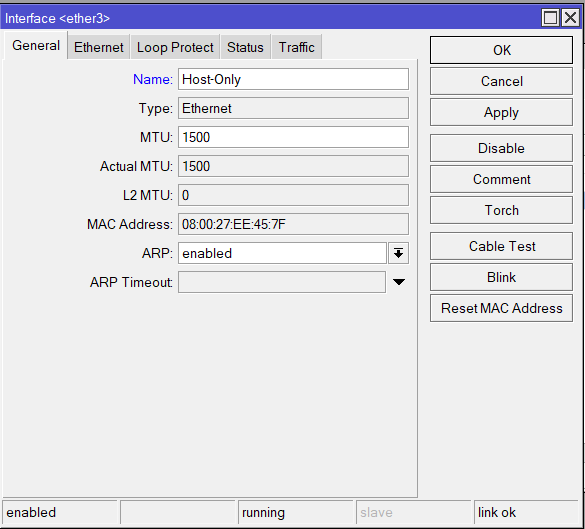 Interface <ether3>
General Ethernet Loop Protect Status Traffic
Name: Host-Only
Type: Ethernet
MTU: 1500
Actual MTU: 1500
L2 MTU: 0
MAC Address: 08:00:27:EE:45:7F
ARP: enabled
ARP Timeout:
OK
Cancel
Apply
Disable
Comment
Torch
Cable Test
Blink
Reset MAC Address
enabled running slave link ok